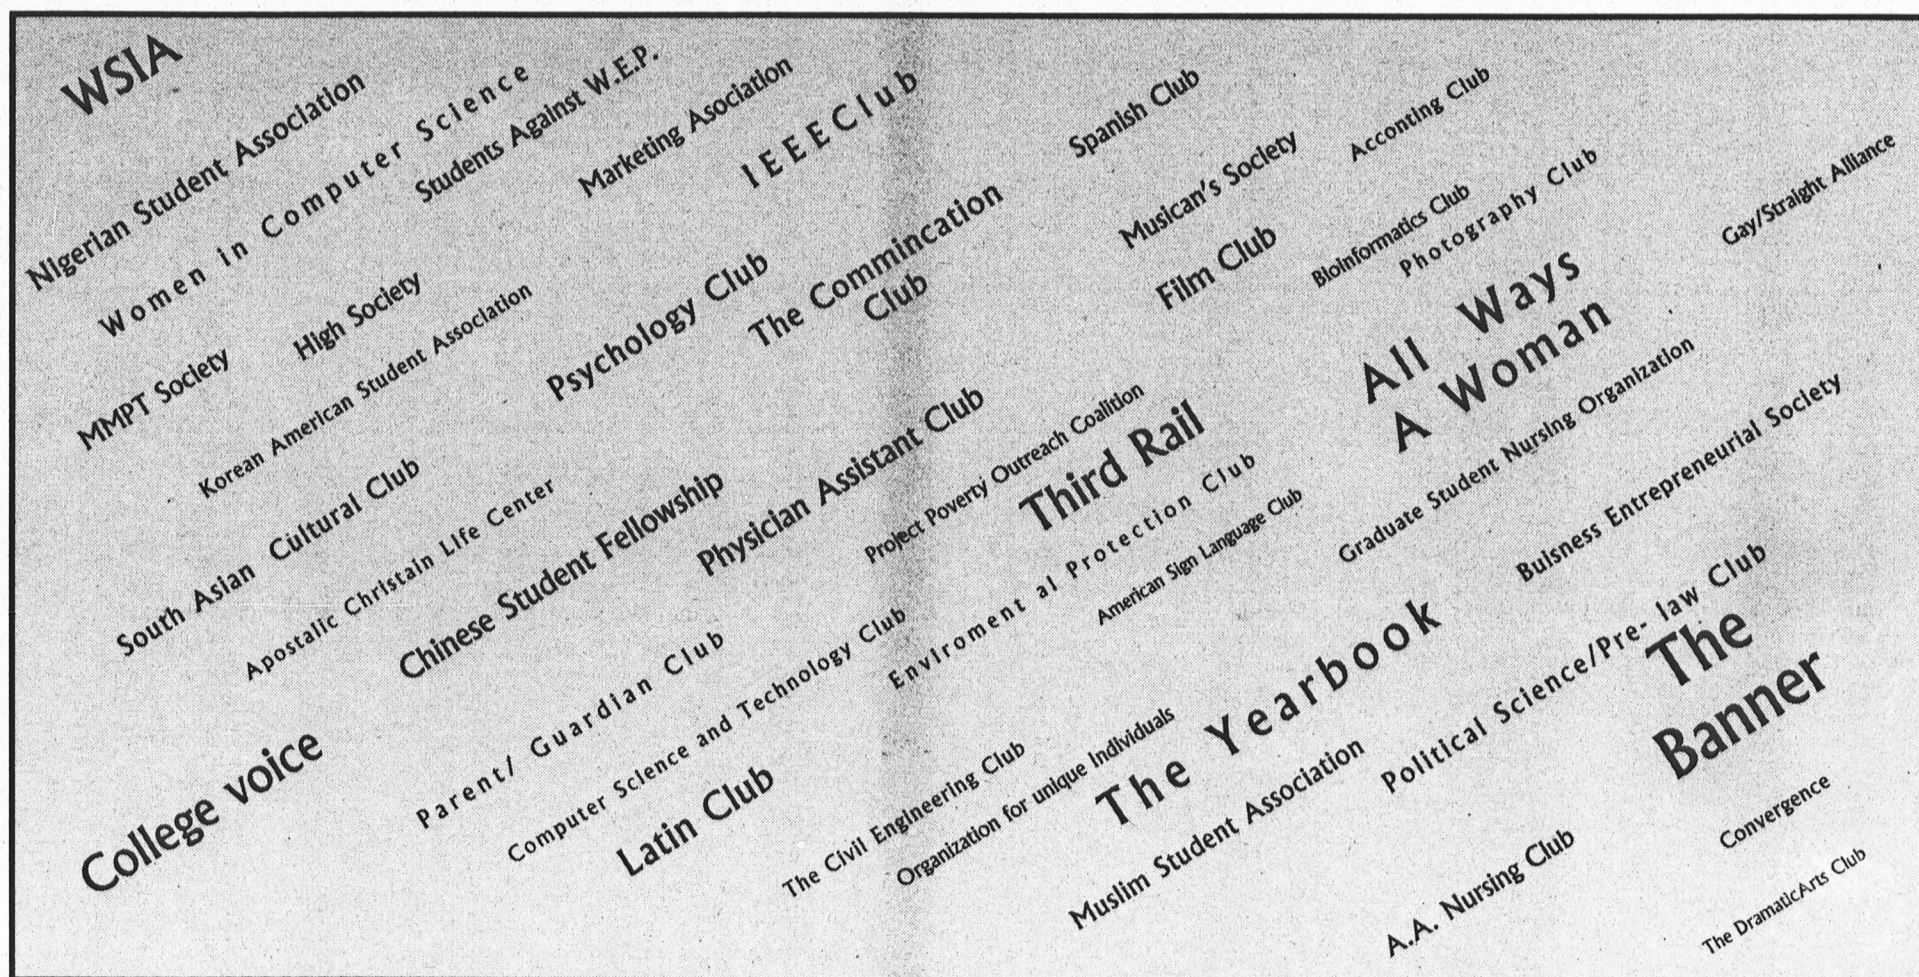 WSIA
Nigerian Student Association
Women in Computer Science
Students Against W.E.P.
Marketing Asociation
IEEEClub
Spanish Club
Acconting Club
Musican's Society
Film Club
Bioinformatics Club
Photography Club
Gay/Straight Alliance
MMPT Society
High Society
Korean American Student Association
Psychology Club
The Commincation
Club
All Ways
A Woman
South Asian Cultural Club
Apostalic Christain Life Center
Chinese Student Fellowship
Physician Assistant Club
Project Poverty Outreach Coalition
Third Rail
Enviroment al Protection Club
American Sign Language Club
Graduate Student Nursing Organization
Buisness Entrepreneurial Society
College voice
Parent/ Guardian Club
Computer Science and Technology Club
Latin Club
The Civil Engineering Club
Organization for unique Individuals
The Yearbook
Muslim Student Association
Political Science/Pre- law Club
The
Banner
A.A. Nursing Club
Convergence
The DramaticArts Club